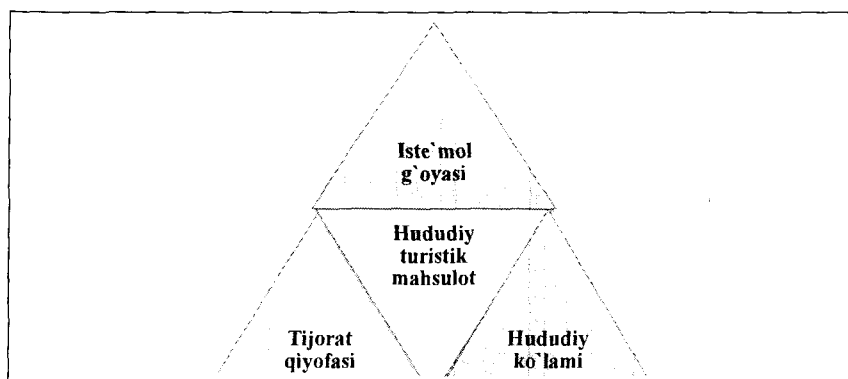 Iste`mol
g`oyasi
Hududiy
turistik
mahsulot
Tijorat
qiyofasi
Hududiy
ko`lami